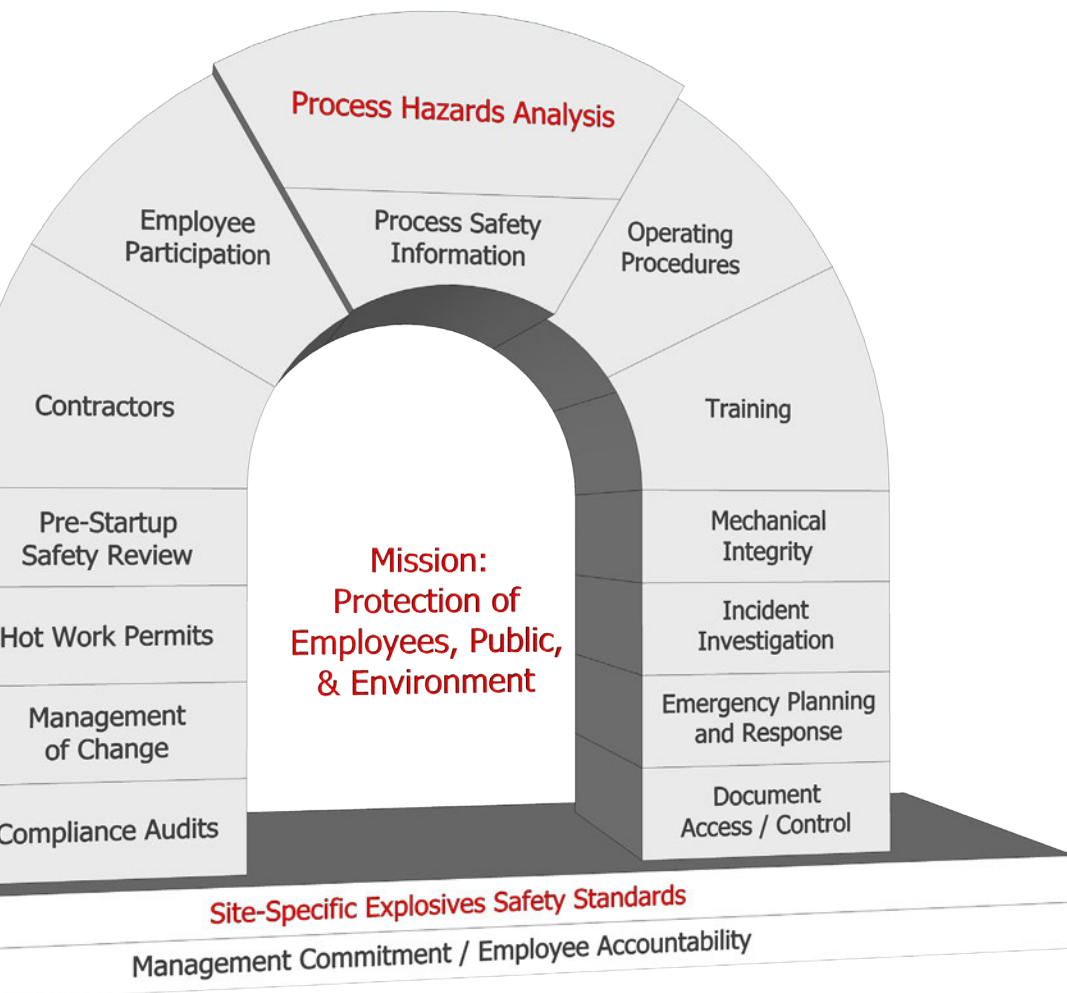 Process Hazards Analysis
Process Safety
Information
Employee
Participation
Operating
Procedures
Contractors
Training
Pre-Startup
Safety Review
Mechanical
Integrity
Mission:
Protection of
Employees, Public,
& Environment
Hot Work Permits
Incident
Investigation
Management
of Change
Emergency Planning
and Response
Compliance Audits
Document
Access / Control
Site-Specific Explosives Safety Standards
Management Commitment / Employee Accountability